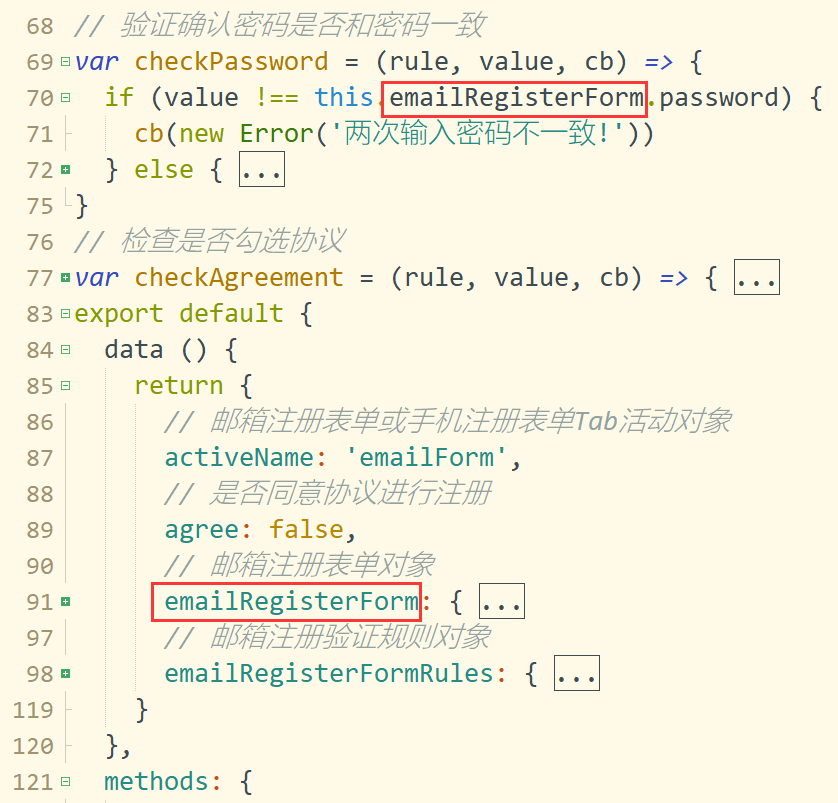 68 // 验证确认密码是否和密码一致
69 var checkPassword = (rule, value, cb) => {
70 if (value !== this.emailRegisterForm.password) {
71 cb(new Error('两次输入密码不一致!'))
72 } else { ...
75 }
76 // 检查是否勾选协议
77 var checkAgreement = (rule, value, cb) => { ...
83 export default {
84 data () {
85 return {
86 // 邮箱注册表单或手机注册表单Tab活动对象
87 activeName: 'emailForm',
88 // 是否同意协议进行注册
89 agree: false,
90 // 邮箱注册表单对象
91 emailRegisterForm: { ...
97 // 邮箱注册验证规则对象
98 emailRegisterFormRules: { ...
119 }
120 },
121 methods: {